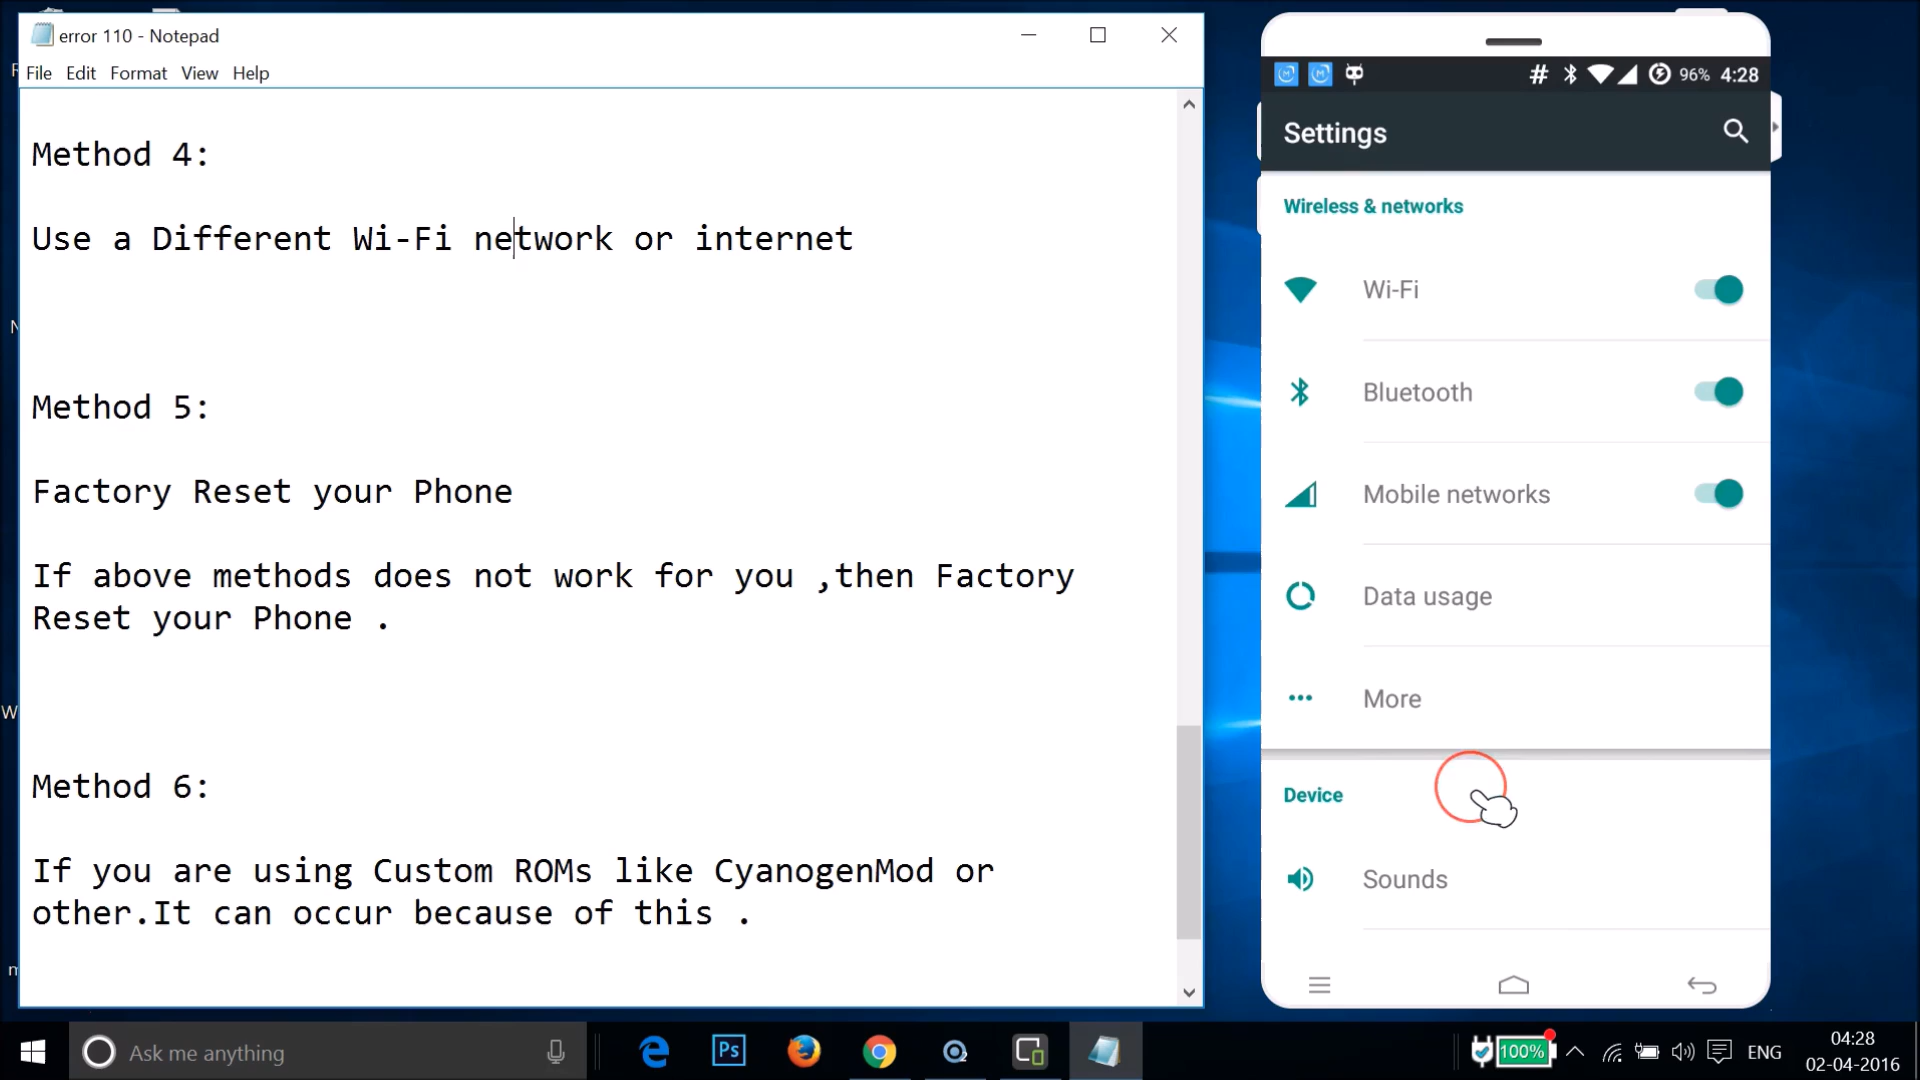 error 110 - Notepad
File Edit Format View Help
Method 4:
Use a Different Wi-Fi network or internet
Method 5:
Factory Reset your Phone
If above methods does not work for you ,then Factory
Reset your Phone .
Method 6:
If you are using Custom ROMs like CyanogenMod or
other.It can occur because of this .
96% 4:28
Settings
Wireless & networks
Wi-Fi
Bluetooth
Mobile networks
Data usage
More
Device
Sounds
Ask me anything
Ps
100%
ENG
04:28
02-04-2016